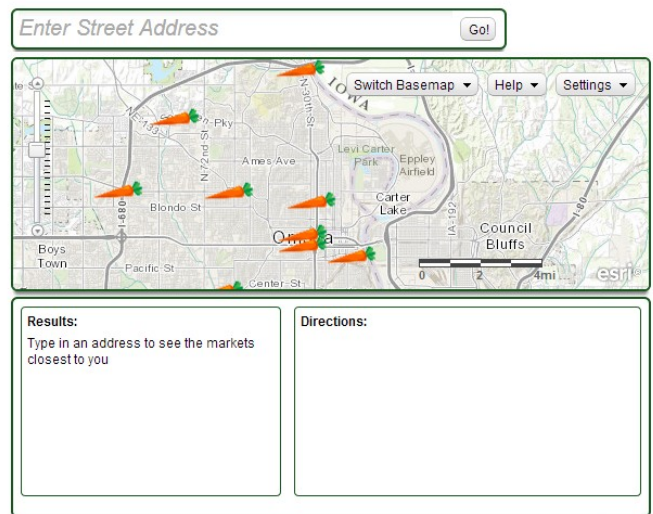 Enter Street Address
Go!
Switch Basemap
Help
Settings
IOWA
N-30th-St
-Pky
NE-133
N-72nd St
Ames Ave
Levi Carter
Park
Eppley
Airfield
Carter
Lake
I-680
Blondo St
IA-192
I-80
Council
Bluffs
Boys
Town
Pacific St
Center St
0 2 4mi
esri
Results:
Directions:
Type in an address to see the markets
closest to you